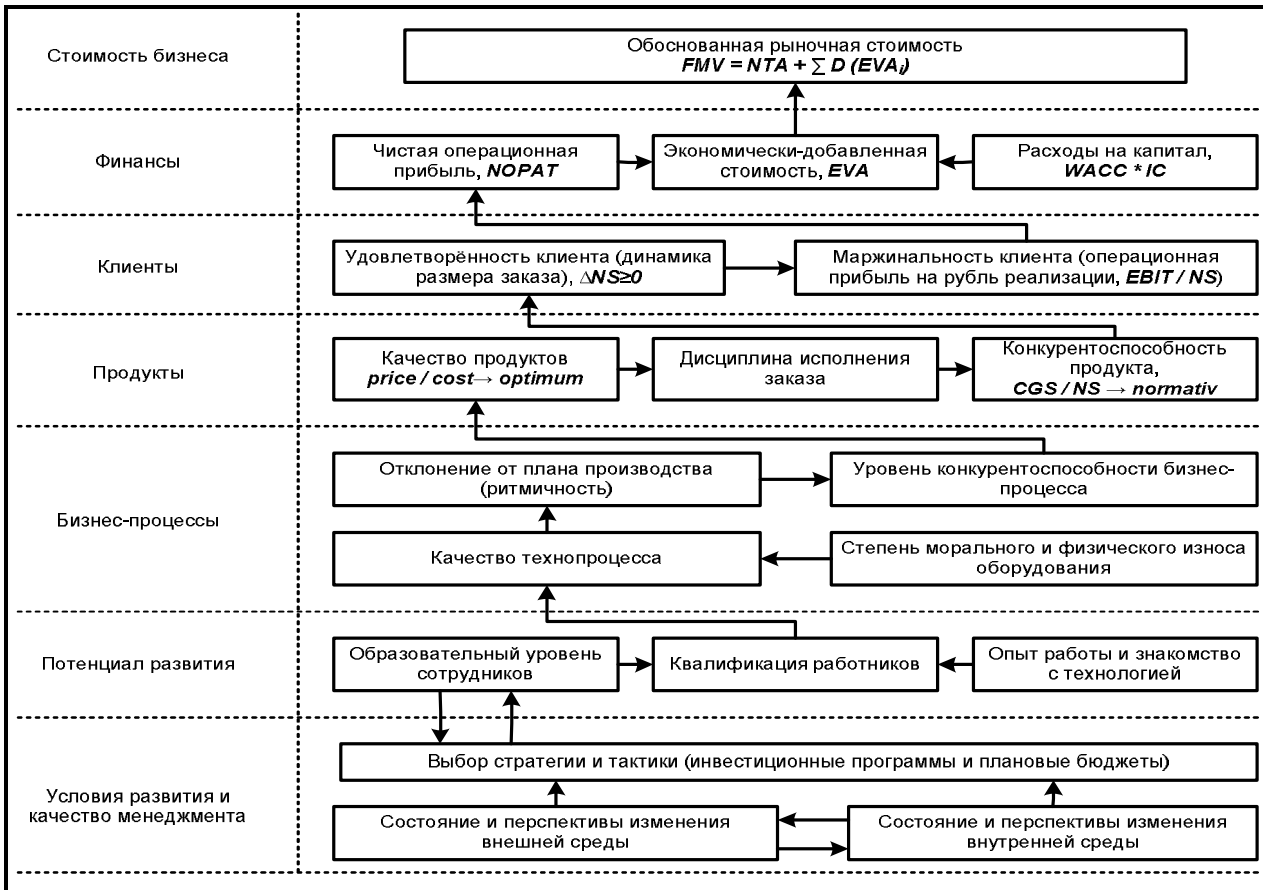 Стоимость бизнеса
Обоснованная рыночная стоимость
FMV = NTA + ∑ D (EVAi)
Финансы
Чистая операционная
прибыль, NOPAT
Экономически-добавленная
стоимость, EVA
Расходы на капитал,
WACC * IC
Клиенты
Удовлетворённость клиента (динамика
размера заказа), ∆NS≥0
Маржинальность клиента (операционная
прибыль на рубль реализации, EBIT / NS)
Продукты
Качество продуктов
price / cost→ optimum
Дисциплина исполнения
заказа
Конкурентоспособность
продукта,
CGS / NS → normativ
Бизнес-процессы
Отклонение от плана производства
(ритмичность)
Уровень конкурентоспособности бизнес-
процесса
Качество технопроцесса
Степень морального и физического износа
оборудования
Потенциал развития
Образовательный уровень
сотрудников
Квалификация работников
Опыт работы и знакомство
с технологией
Условия развития и
качество менеджмента
Выбор стратегии и тактики (инвестиционные программы и плановые бюджеты)
Состояние и перспективы изменения
внешней среды
Состояние и перспективы изменения
внутренней среды